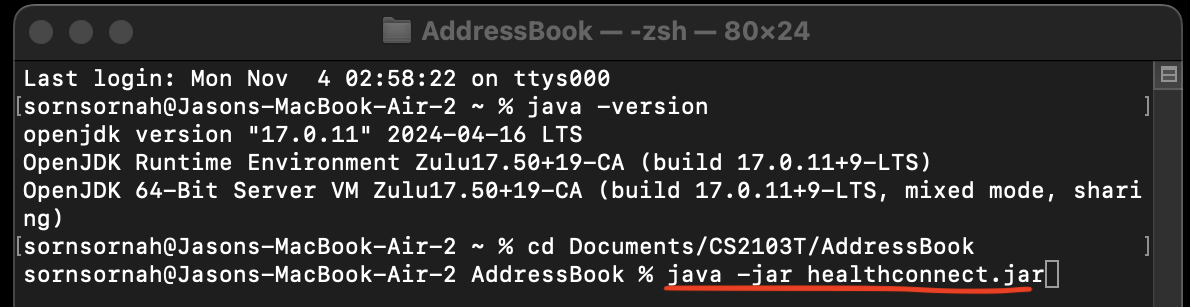 AddressBook — -zsh — 80×24
Last login: Mon Nov  4 02:58:22 on ttys000
[sornsornah@Jasons-MacBook-Air-2 ~ % java -version ]
openjdk version "17.0.11" 2024-04-16 LTS
OpenJDK Runtime Environment Zulu17.50+19-CA (build 17.0.11+9-LTS)
OpenJDK 64-Bit Server VM Zulu17.50+19-CA (build 17.0.11+9-LTS, mixed mode, shari
ng)
[sornsornah@Jasons-MacBook-Air-2 ~ % cd Documents/CS2103T/AddressBook ]
sornsornah@Jasons-MacBook-Air-2 AddressBook % java -jar healthconnect.jar